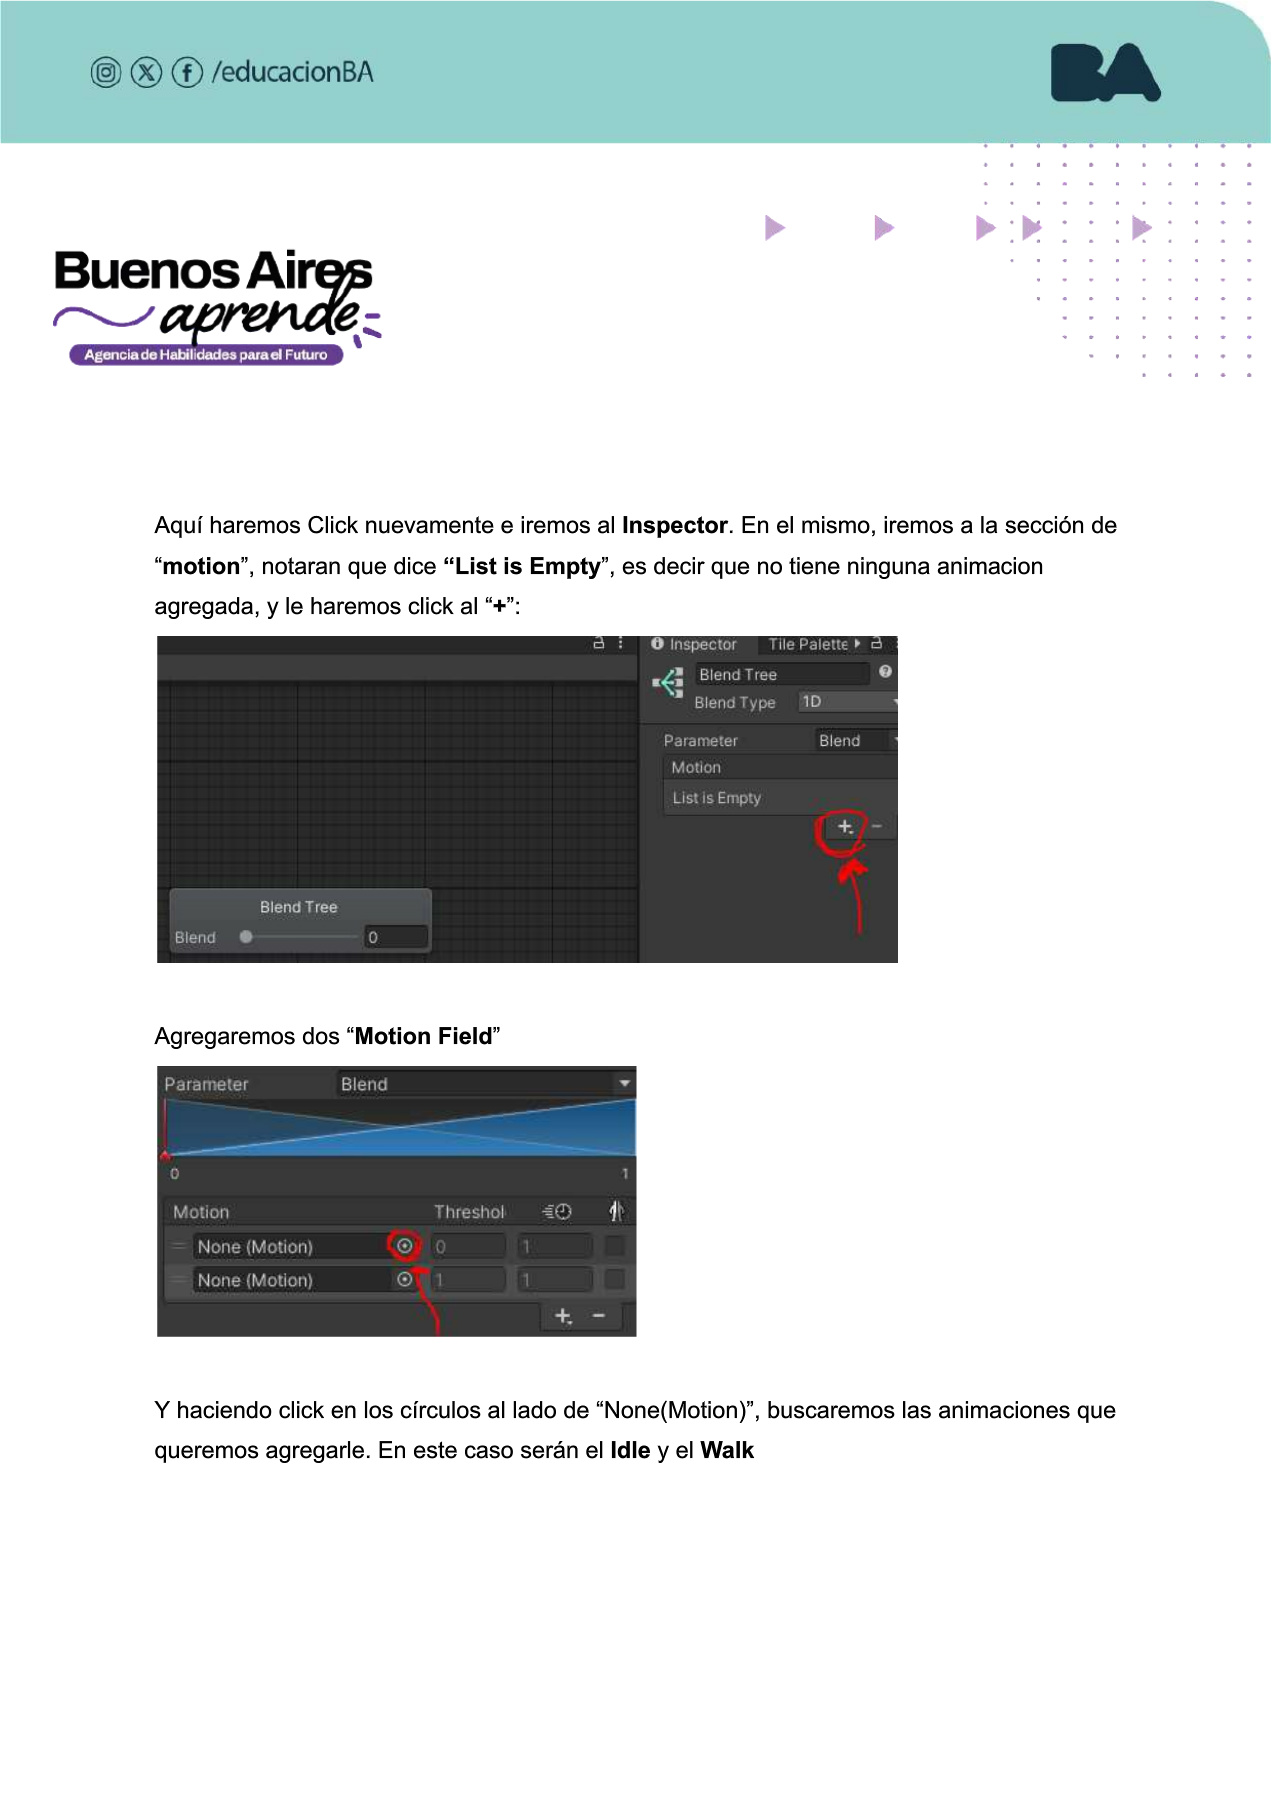 /educacionBA
BA
Buenos Aires
aprende
Agencia de Habilidades para el Futuro
Aquí haremos Click nuevamente e iremos al Inspector. En el mismo, iremos a la sección de
“motion”, notaran que dice “List is Empty”, es decir que no tiene ninguna animacion
agregada, y le haremos click al “+”:
Inspector Tile Palette
Blend Tree
Blend Type 1D
Parameter Blend
Motion
List is Empty
+ -
Blend Tree
Blend 0
Agregaremos dos “Motion Field”
Parameter Blend
0 1
Motion Threshol
None (Motion) 0 1
None (Motion) 1 1
+ -
Y haciendo click en los círculos al lado de “None(Motion)”, buscaremos las animaciones que
queremos agregarle. En este caso serán el Idle y el Walk